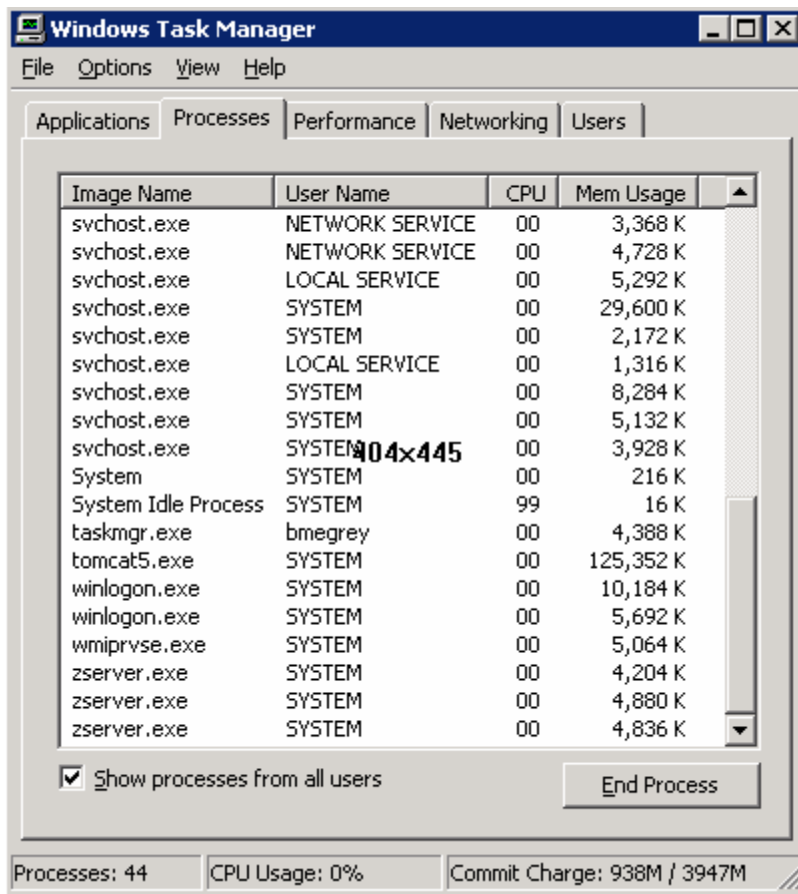 Windows Task Manager
File Options View Help
Applications Processes Performance Networking Users
Image Name User Name CPU Mem Usage
svchost.exe NETWORK SERVICE 00 3,368 K
svchost.exe NETWORK SERVICE 00 4,728 K
svchost.exe LOCAL SERVICE 00 5,292 K
svchost.exe SYSTEM 00 29,600 K
svchost.exe SYSTEM 00 2,172 K
svchost.exe LOCAL SERVICE 00 1,316 K
svchost.exe SYSTEM 00 8,284 K
svchost.exe SYSTEM 00 5,132 K
svchost.exe SYSTEM 404x445 00 3,928 K
System SYSTEM 00 216 K
System Idle Process SYSTEM 99 16 K
taskmgr.exe bmegrey 00 4,388 K
tomcat5.exe SYSTEM 00 125,352 K
winlogon.exe SYSTEM 00 10,184 K
winlogon.exe SYSTEM 00 5,692 K
wmiprvse.exe SYSTEM 00 5,064 K
zserver.exe SYSTEM 00 4,204 K
zserver.exe SYSTEM 00 4,880 K
zserver.exe SYSTEM 00 4,836 K
Show processes from all users
End Process
Processes: 44 CPU Usage: 0% Commit Charge: 938M / 3947M